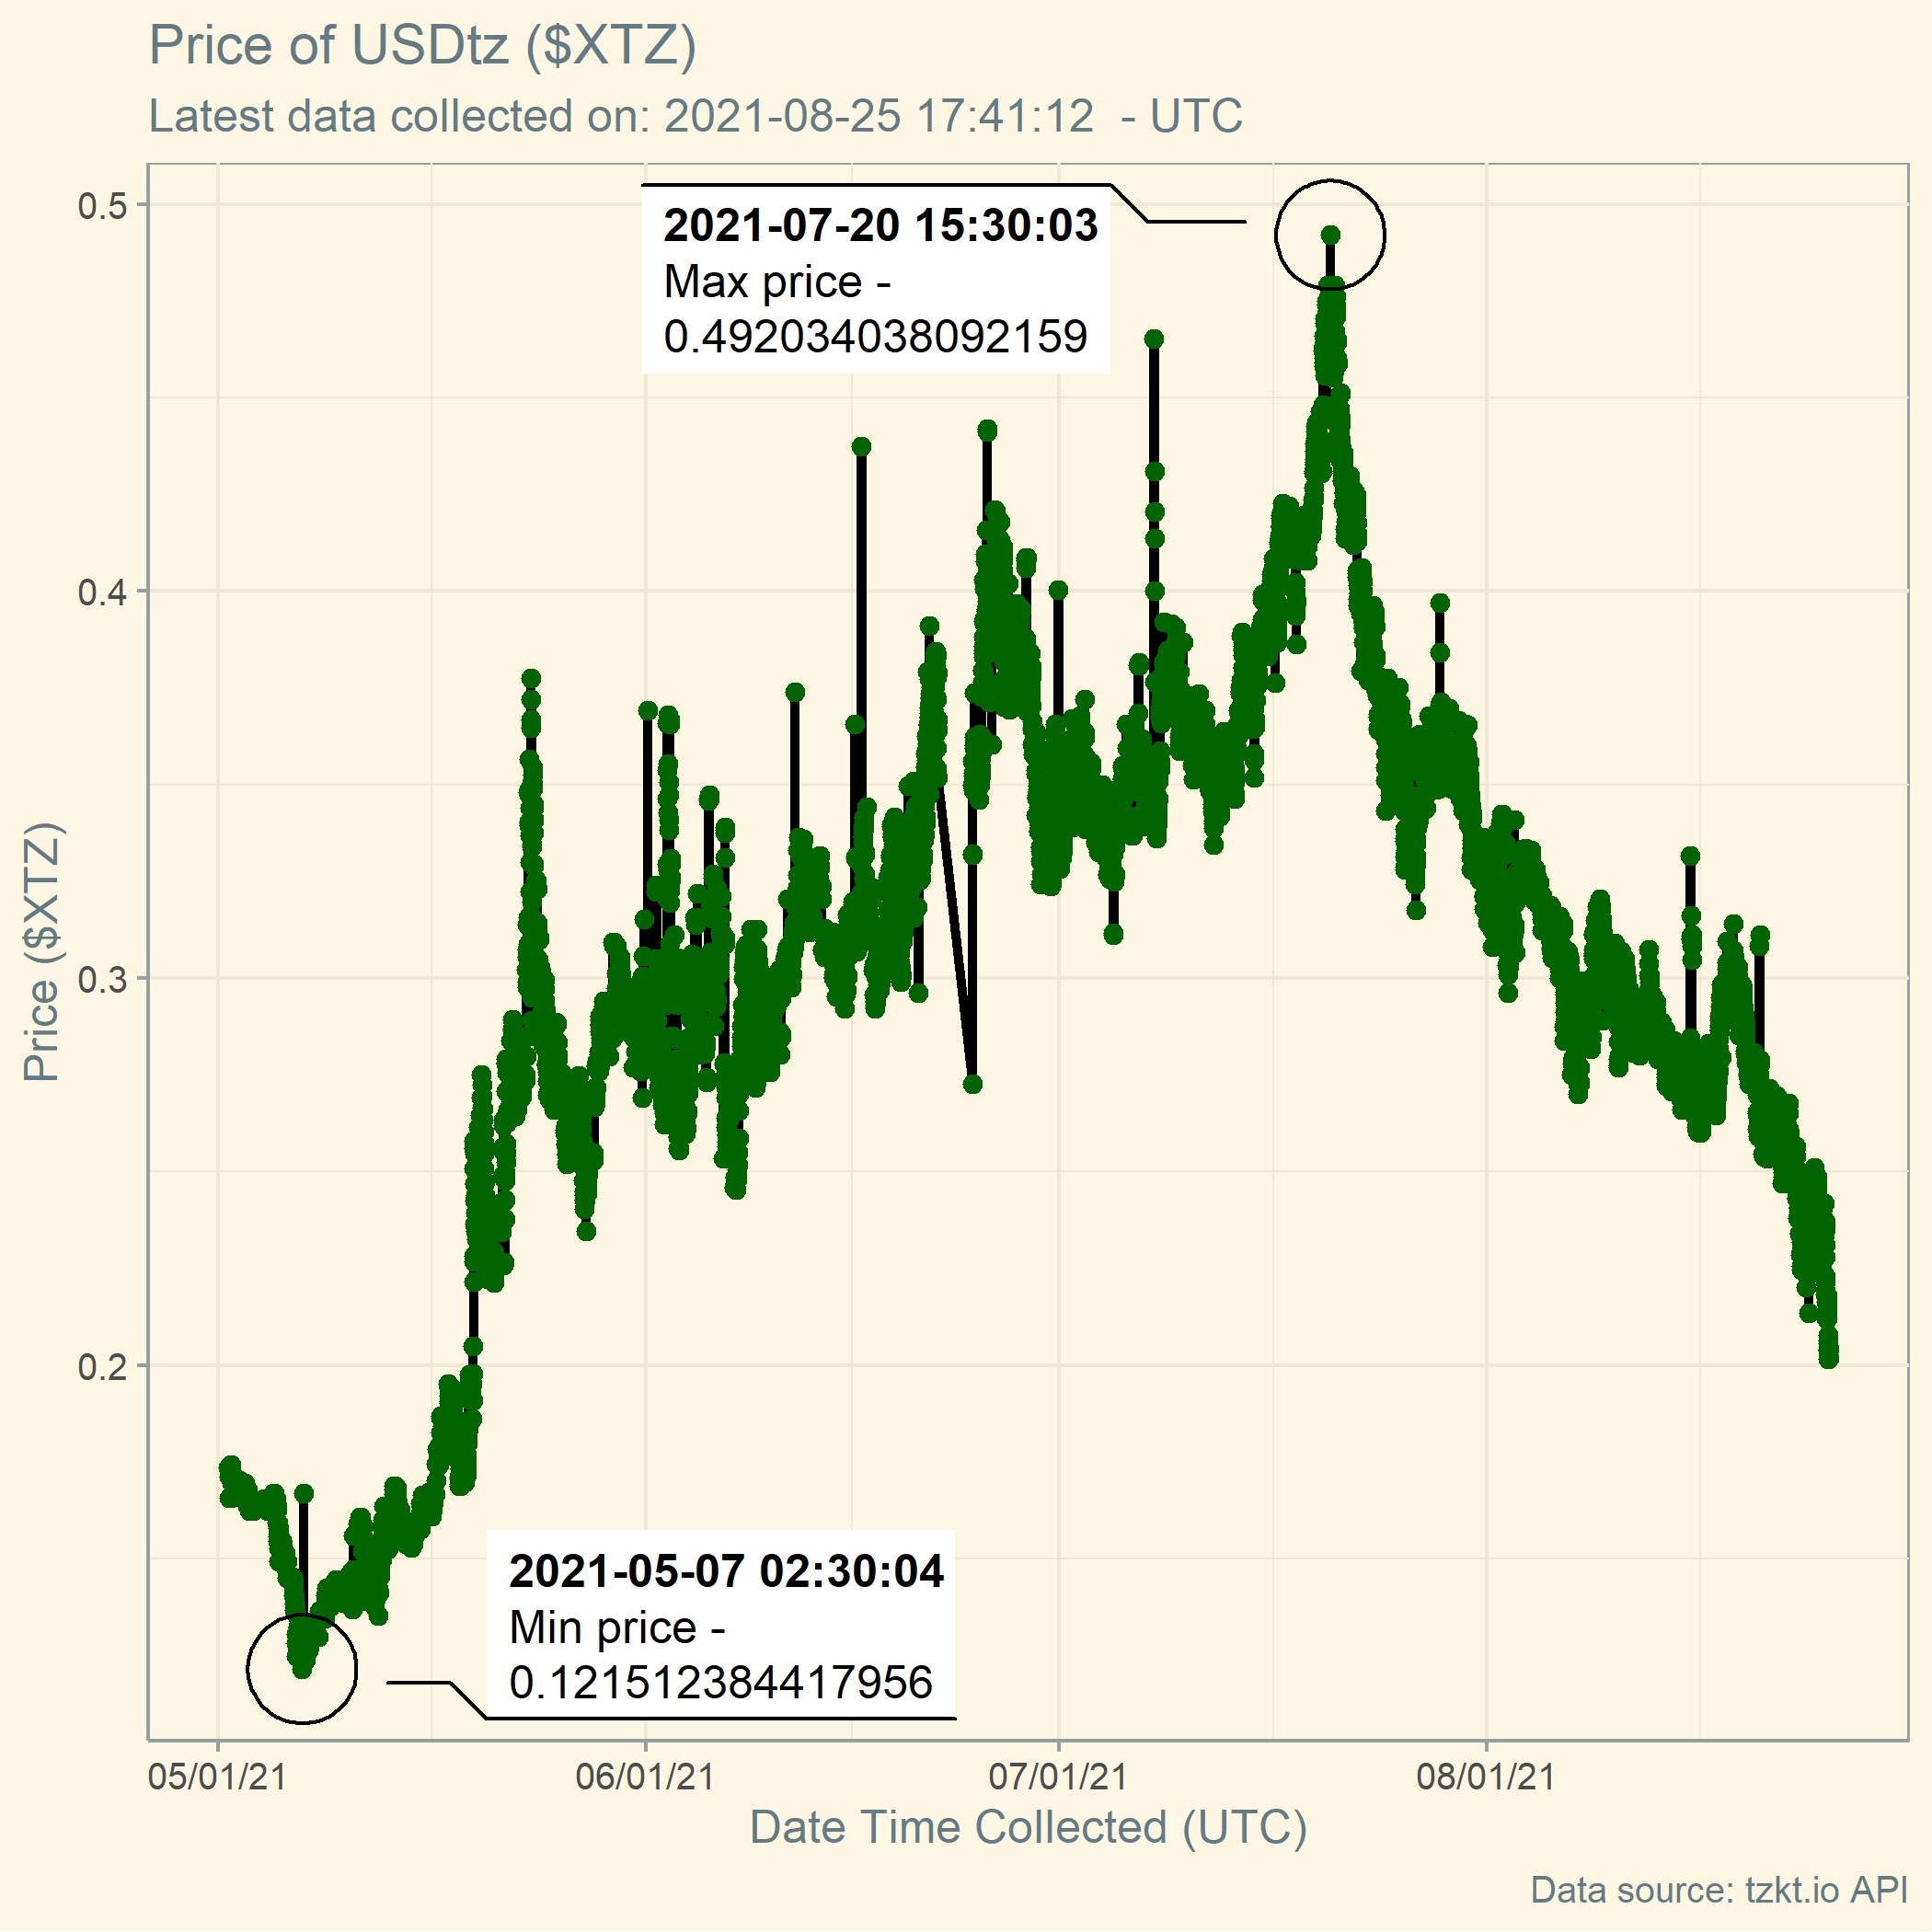 Price of USDtz ($XTZ)
Latest data collected on: 2021-08-25 17:41:12  - UTC
0.5
0.4
0.3
0.2
Price ($XTZ)
2021-07-20 15:30:03
Max price -
0.492034038092159
2021-05-07 02:30:04
Min price -
0.121512384417956
05/01/21
06/01/21
07/01/21
08/01/21
Date Time Collected (UTC)
Data source: tzkt.io API